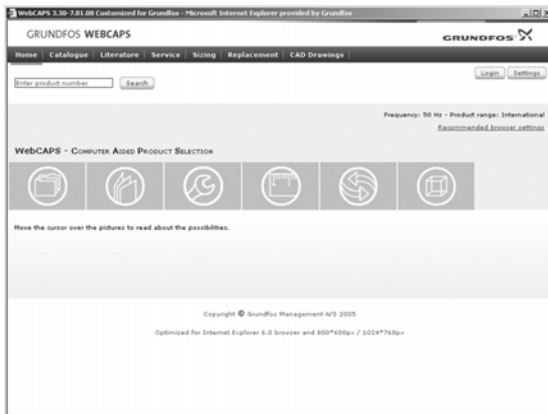 WebCAPS 3.30-7.01.00 Customized for Grundfos - Microsoft Internet Explorer provided by Grundfos
GRUNDFOS WEBCAPS
GRUNDFOS
Home Catalogue Literature Service Sizing Replacement CAD Drawings
Login Settings
Enter product number Search
Frequency: 50 Hz - Product range: International
Recommended browser settings
WebCAPS - Computer Aided Product Selection
Move the cursor over the pictures to read about the possibilities.
Copyright © Grundfos Management A/S 2005
Optimized for Internet Explorer 6.0 browser and 800*600px / 1024*768px